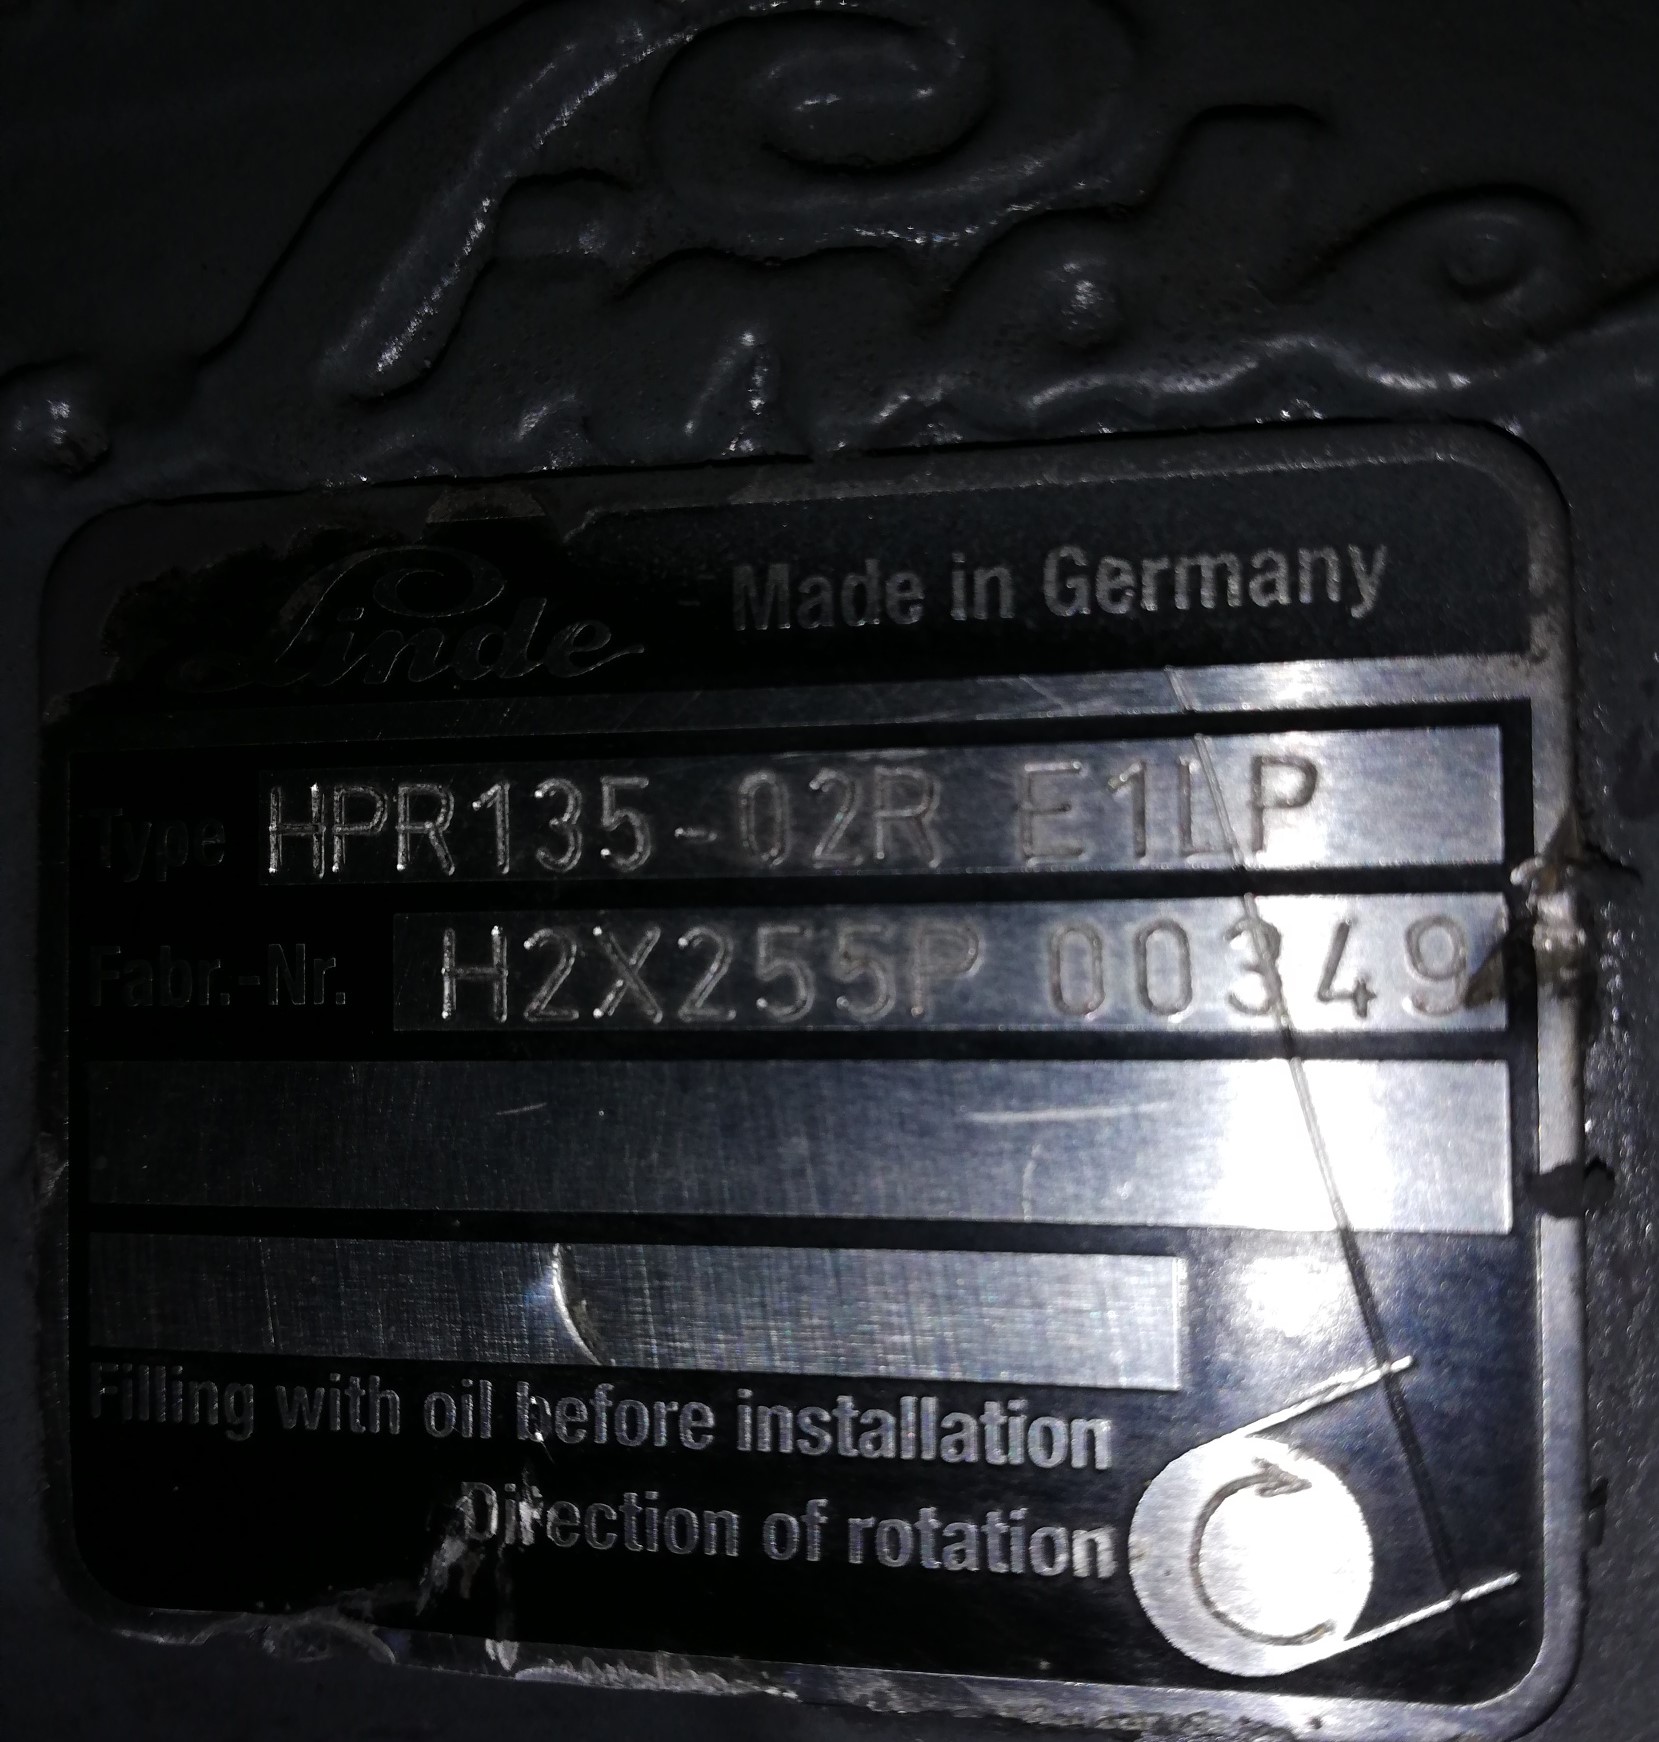 Linde
Linde Made in Germany
Type HPR135-02R E1LP
Fabr.-Nr. H2X255P 00349
Filling with oil before installation
Direction of rotation